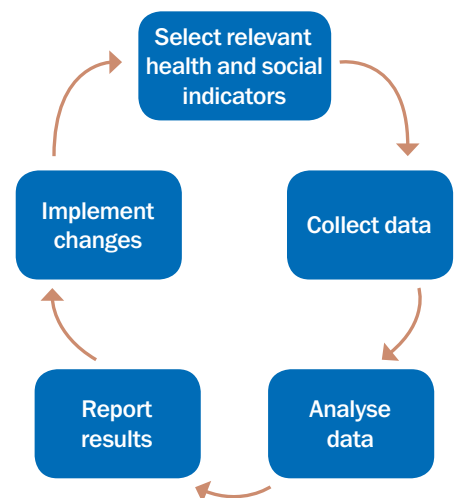 Select relevant
health and social
indicators
Collect data
Analyse
data
Report
results
Implement
changes